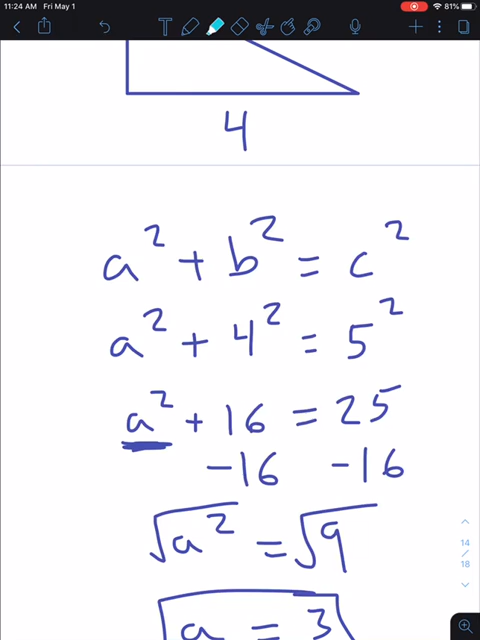 11:24 AM Fri May 1
81%
4
a² + b² = c²
a² + 4² = 5²
a² + 16 = 25
-16 -16
√a² = √9
a = 3
14
/
18